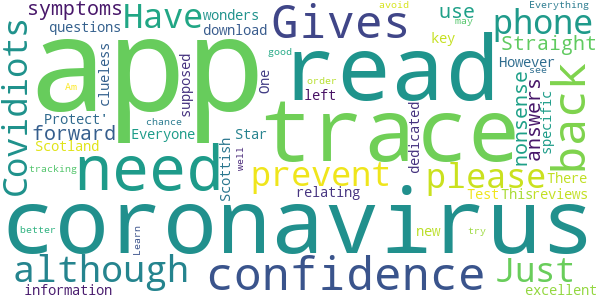 symptoms Have Gives use phone Everything avoid may
questions wonders download good key Straight
Covidiots app clueless supposed One order left read However see
Protect' Am chance nonsense specific answers back
forward Everyone Star trace dedicated
Scotland Scottish well
tracking need prevent please There
relating Test Thisreviews
coronavirus
better Learn new try
although confidence Just
information excellent